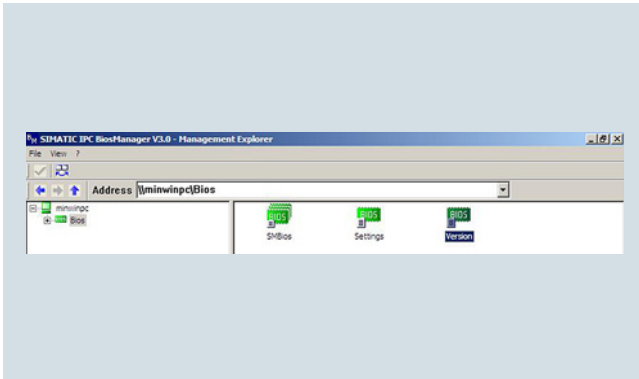 SIMATIC IPC BiosManager V3.0 - Management Explorer
File View ?
Address \\minwinpc\Bios
minwinpc
Bios
BIOS BIOS BIOS
SMBios Settings Version